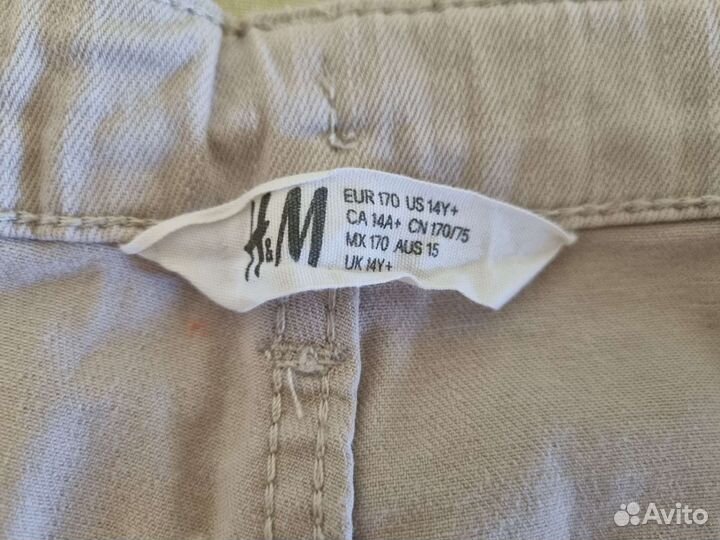 H&M
EUR 170 US 14Y+
CA 14A+ CN 170/75
MX 170 AUS 15
UK 14Y+
Avito